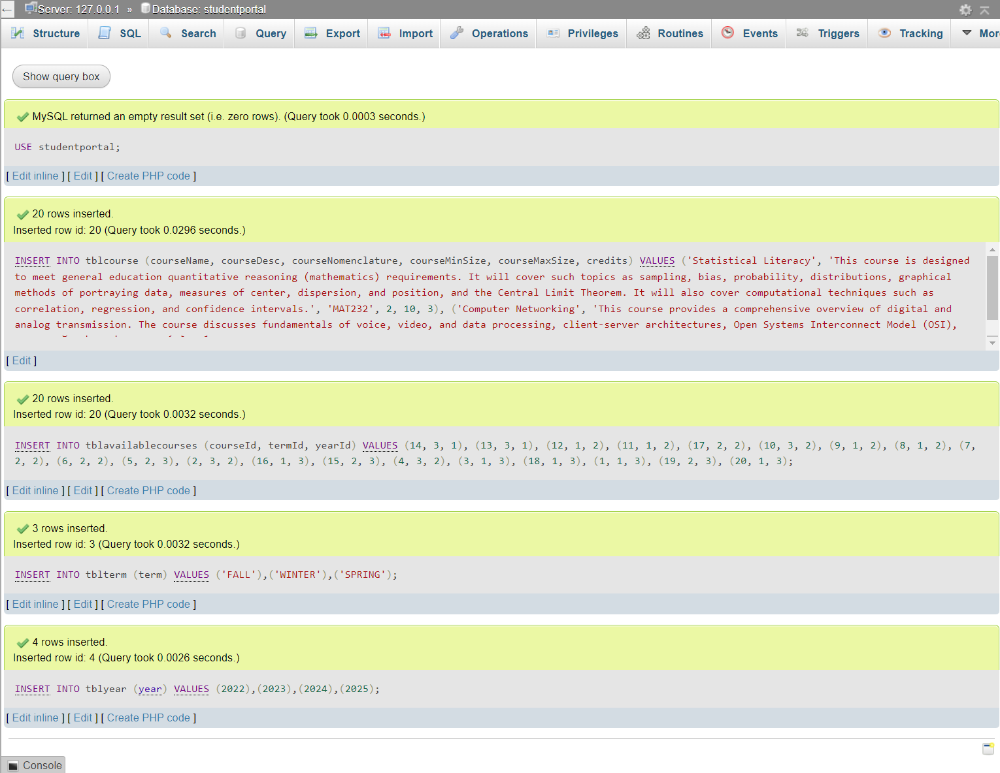 Server: 127.0.0.1 » Database: studentportal
Structure SQL Search Query Export Import Operations Privileges Routines Events Triggers Tracking Mor
Show query box
MySQL returned an empty result set (i.e. zero rows). (Query took 0.0003 seconds.)
USE studentportal;
[ Edit inline ] [ Edit ] [ Create PHP code ]
20 rows inserted.
Inserted row id: 20 (Query took 0.0296 seconds.)
INSERT INTO tblcourse (courseName, courseDesc, courseNomenclature, courseMinSize, courseMaxSize, credits) VALUES ('Statistical Literacy', 'This course is designed
to meet general education quantitative reasoning (mathematics) requirements. It will cover such topics as sampling, bias, probability, distributions, graphical
methods of portraying data, measures of center, dispersion, and position, and the Central Limit Theorem. It will also cover computational techniques such as
correlation, regression, and confidence intervals.', 'MAT232', 2, 10, 3), ('Computer Networking', 'This course provides a comprehensive overview of digital and
analog transmission. The course discusses fundamentals of voice, video, and data processing, client-server architectures, Open Systems Interconnect Model (OSI),
[ Edit ]
20 rows inserted.
Inserted row id: 20 (Query took 0.0032 seconds.)
INSERT INTO tblavailablecourses (courseId, termId, yearId) VALUES (14, 3, 1), (13, 3, 1), (12, 1, 2), (11, 1, 2), (17, 2, 2), (10, 3, 2), (9, 1, 2), (8, 1, 2), (7,
2, 2), (6, 2, 2), (5, 2, 3), (2, 3, 2), (16, 1, 3), (15, 2, 3), (4, 3, 2), (3, 1, 3), (18, 1, 3), (1, 1, 3), (19, 2, 3), (20, 1, 3);
[ Edit inline ] [ Edit ] [ Create PHP code ]
3 rows inserted.
Inserted row id: 3 (Query took 0.0032 seconds.)
INSERT INTO tblterm (term) VALUES ('FALL'),('WINTER'),('SPRING');
[ Edit inline ] [ Edit ] [ Create PHP code ]
4 rows inserted.
Inserted row id: 4 (Query took 0.0026 seconds.)
INSERT INTO tblyear (year) VALUES (2022),(2023),(2024),(2025);
[ Edit inline ] [ Edit ] [ Create PHP code ]
Console